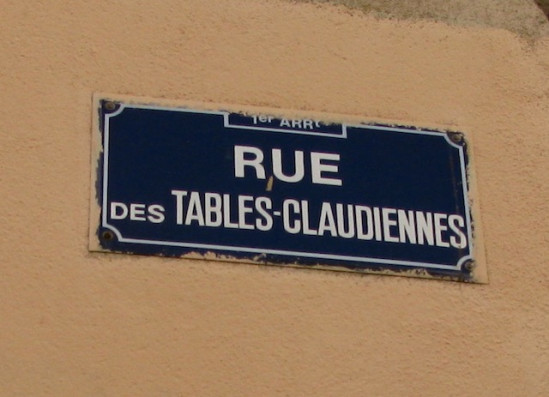 1er ARRt
RUE
DES TABLES-CLAUDIENNES